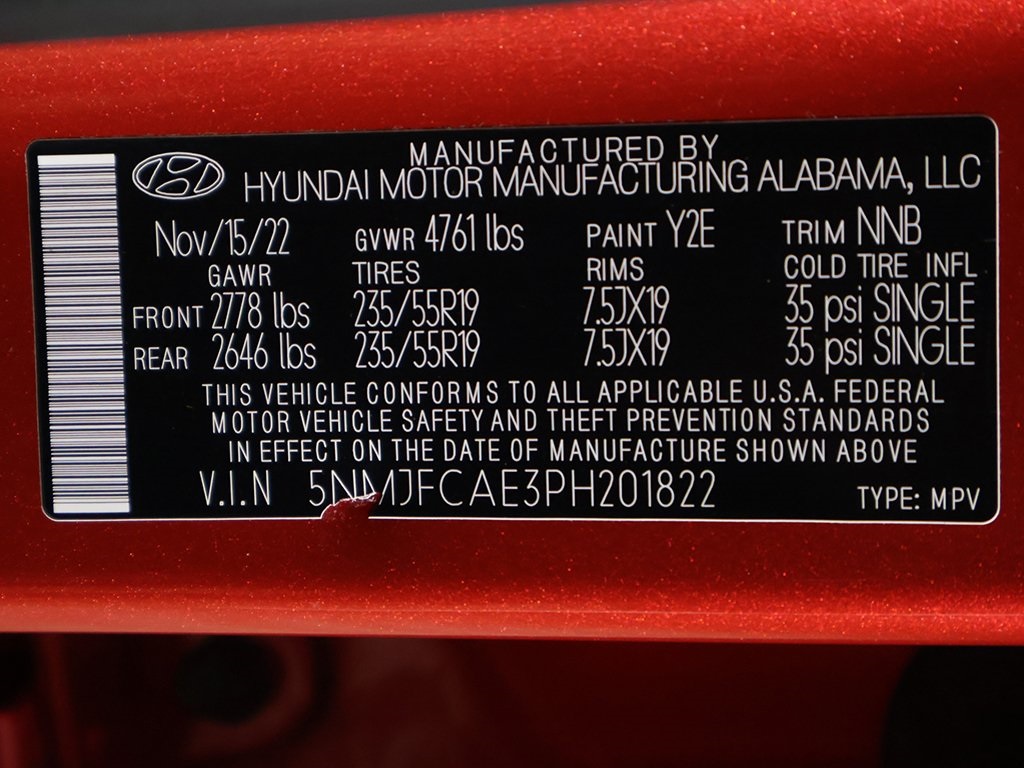 MANUFACTURED BY
HYUNDAI MOTOR MANUFACTURING ALABAMA, LLC
Nov/15/22 GVWR 4761 lbs PAINT Y2E TRIM NNB
GAWR TIRES RIMS COLD TIRE INFL
FRONT 2778 lbs 235/55R19 7.5JX19 35 psi SINGLE
REAR 2646 lbs 235/55R19 7.5JX19 35 psi SINGLE
THIS VEHICLE CONFORMS TO ALL APPLICABLE U.S.A. FEDERAL
MOTOR VEHICLE SAFETY AND THEFT PREVENTION STANDARDS
IN EFFECT ON THE DATE OF MANUFACTURE SHOWN ABOVE
V.I.N 5NMJFCAE3PH201822 TYPE: MPV